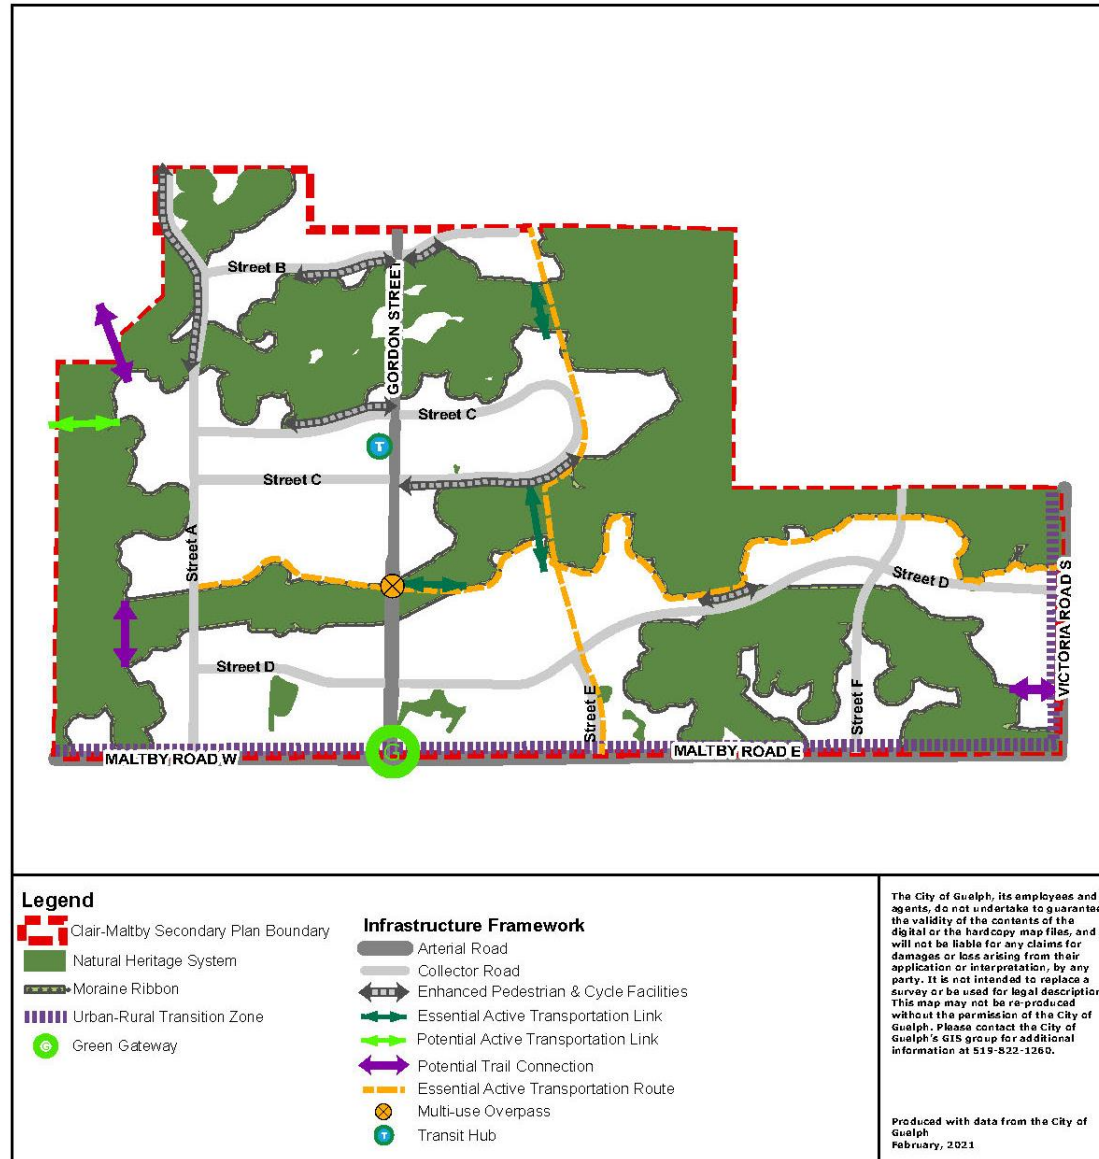 Street B
GORDON STREET
Street C
T
Street C
Street A
Street D
VICTORIA ROAD S
Street D
Street E
Street F
G
MALTBY ROAD W
MALTBY ROAD E
Legend
Clair-Maltby Secondary Plan Boundary
Natural Heritage System
Moraine Ribbon
Urban-Rural Transition Zone
G
Green Gateway
Infrastructure Framework
Arterial Road
Collector Road
Enhanced Pedestrian & Cycle Facilities
Essential Active Transportation Link
Potential Active Transportation Link
Potential Trail Connection
Essential Active Transportation Route
Multi-use Overpass
T
Transit Hub
The City of Guelph, its employees and
agents, do not undertake to guarantee
the validity of the contents of the
digital or the hardcopy map files, and
will not be liable for any claims for
damages or loss arising from their
application or interpretation, by any
party. It is not intended to replace a
survey or be used for legal description
This map may not be re-produced
without the permission of the City of
Guelph. Please contact the City of
Guelph's GIS group for additional
information at 519-822-1260.
Produced with data from the City of
Guelph
February, 2021